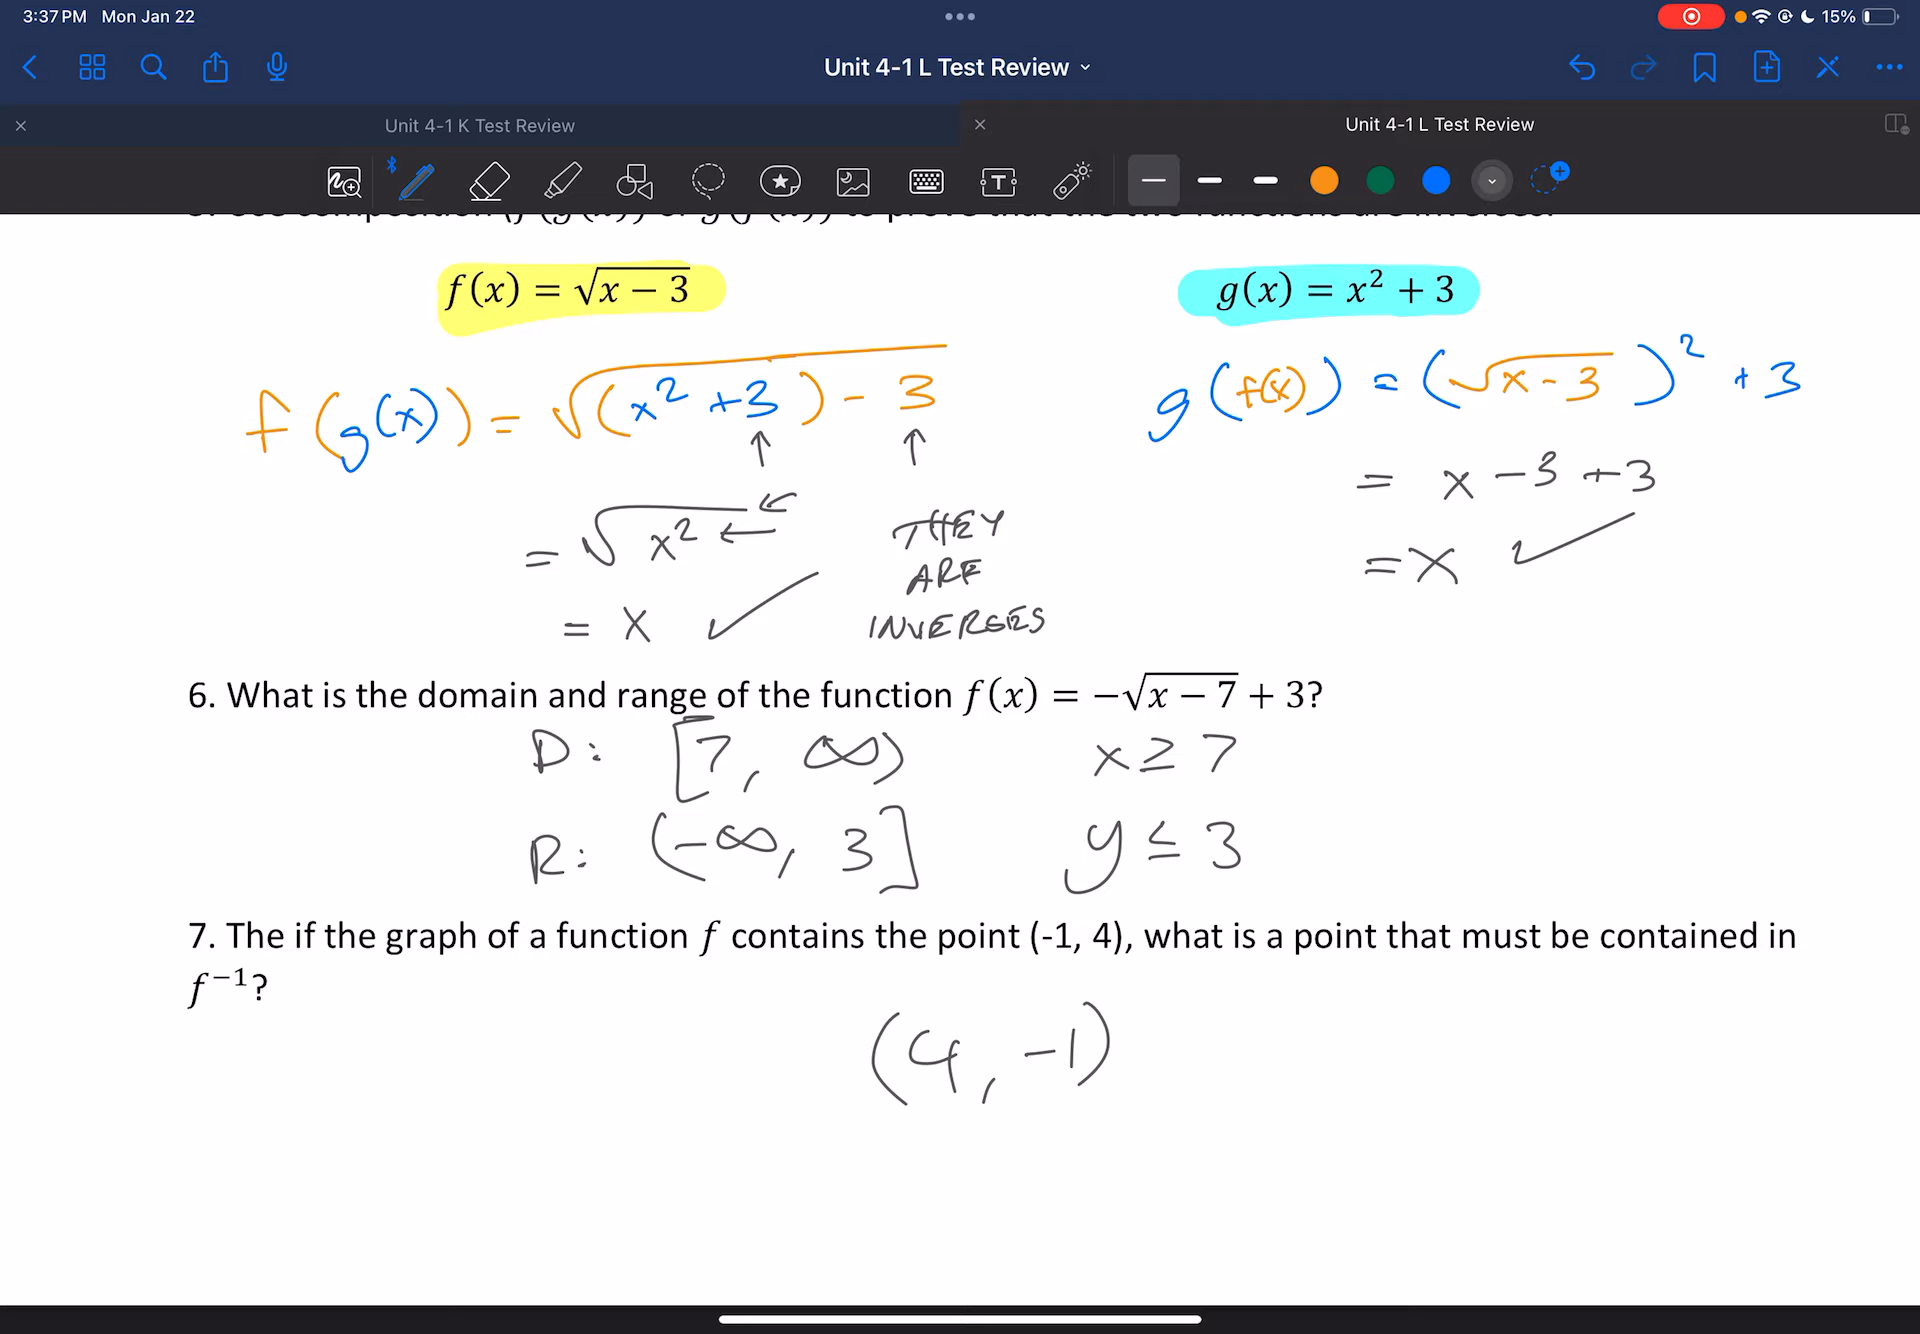 3:37 PM Mon Jan 22
15%
Unit 4-1 L Test Review
Unit 4-1 K Test Review
Unit 4-1 L Test Review
f(x) = √(x − 3)
g(x) = x² + 3
f(g(x)) = √((x² + 3) - 3)
g(f(x)) = (√(x - 3))² + 3
= √x²
= x
THEY
ARE
INVERSES
= x - 3 + 3
= x
6. What is the domain and range of the function f(x) = −√(x − 7) + 3?
D: [7, ∞) x ≥ 7
R: (-∞, 3] y ≤ 3
7. The if the graph of a function f contains the point (-1, 4), what is a point that must be contained in
f⁻¹?
(4, -1)